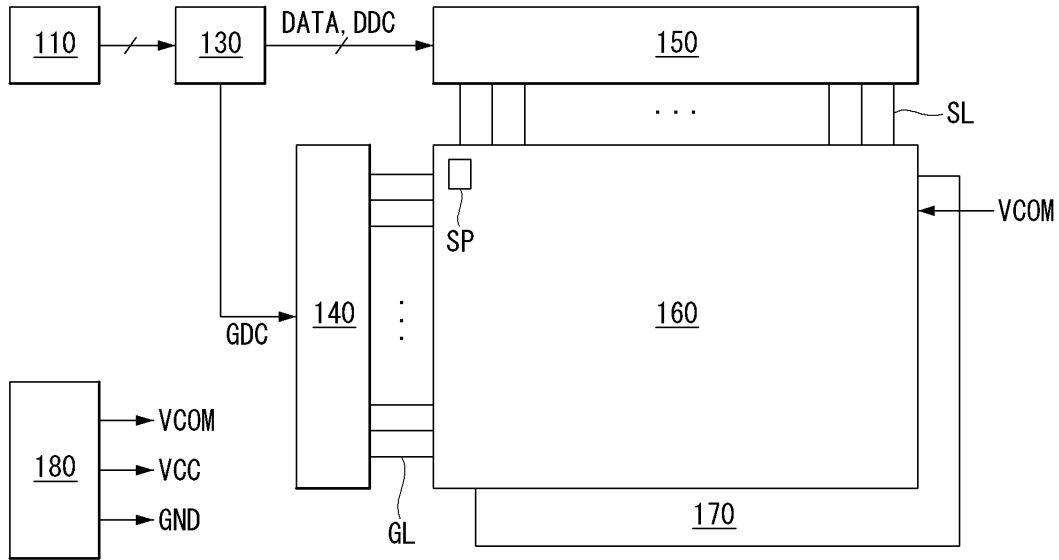 110
130
DATA, DDC
150
SL
SP
VCOM
140
160
GDC
180
VCOM
VCC
GND
GL
170